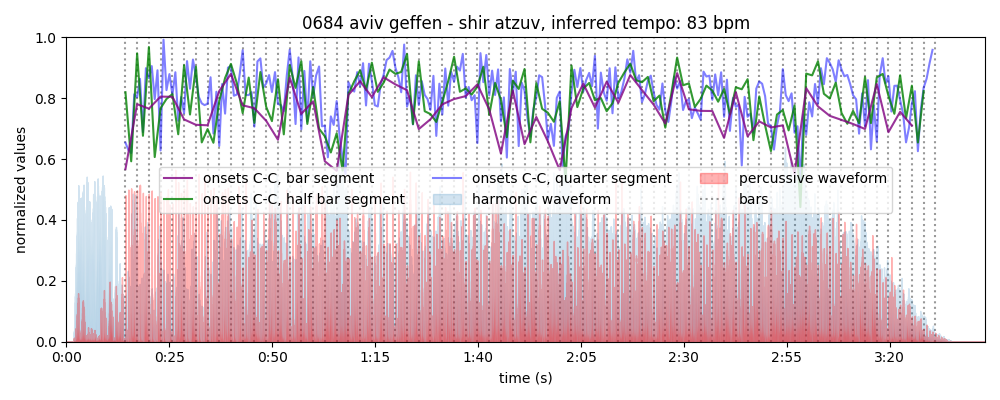 0684 aviv geffen - shir atzuv, inferred tempo: 83 bpm
1.0
0.8
0.6
0.4
0.2
0.0
normalized values
onsets C-C, bar segment
onsets C-C, half bar segment
onsets C-C, quarter segment
harmonic waveform
percussive waveform
bars
0:00 0:25 0:50 1:15 1:40 2:05 2:30 2:55 3:20
time (s)